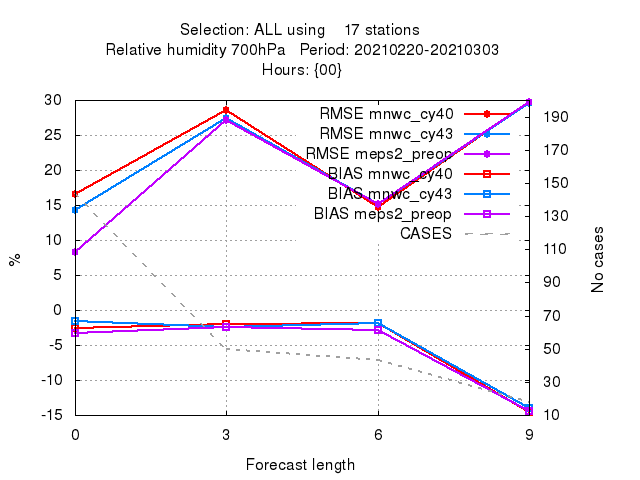 Selection: ALL using 17 stations
Relative humidity 700hPa Period: 20210220-20210303
Hours: {00}
30
25
20
15
10
5
0
-5
-10
-15
%
RMSE mnwc_cy40
RMSE mnwc_cy43
RMSE meps2_preop
BIAS mnwc_cy40
BIAS mnwc_cy43
BIAS meps2_preop
CASES
190
170
150
130
110
90
70
50
30
10
No cases
0 3 6 9
Forecast length